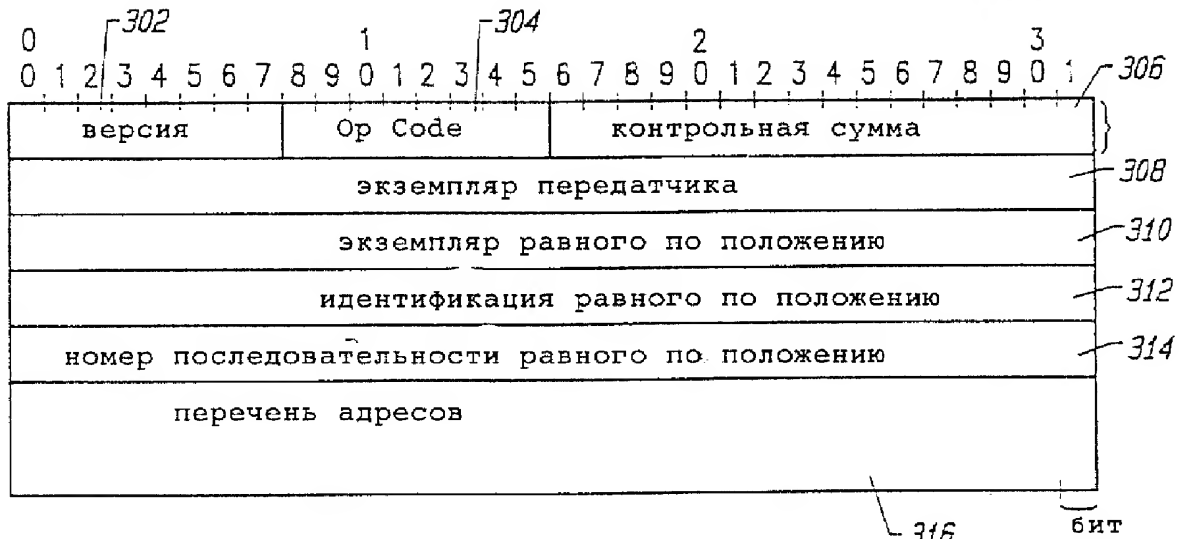 302 304
0 1 2 3
0 1 2 3 4 5 6 7 8 9 0 1 2 3 4 5 6 7 8 9 0 1 2 3 4 5 6 7 8 9 0 1 306
версия Op Code контрольная сумма
экземпляр передатчика 308
экземпляр равного по положению 310
идентификация равного по положению 312
номер последовательности равного по положению 314
перечень адресов
316 бит